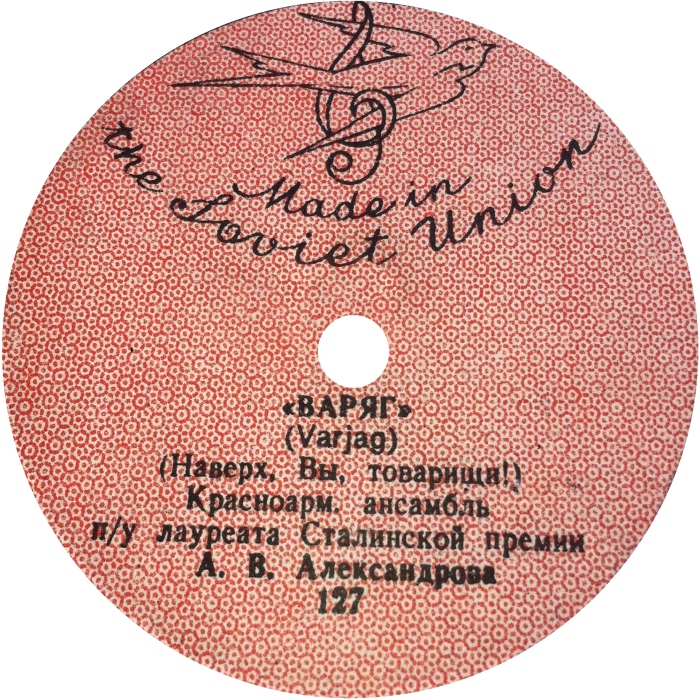 Made in
the Soviet Union
«ВАРЯГ»
(Varjag)
(Наверх, Вы, товарищи!)
Красноарм. ансамбль
п/у лауреата Сталинской премии
А. В. Александрова
127